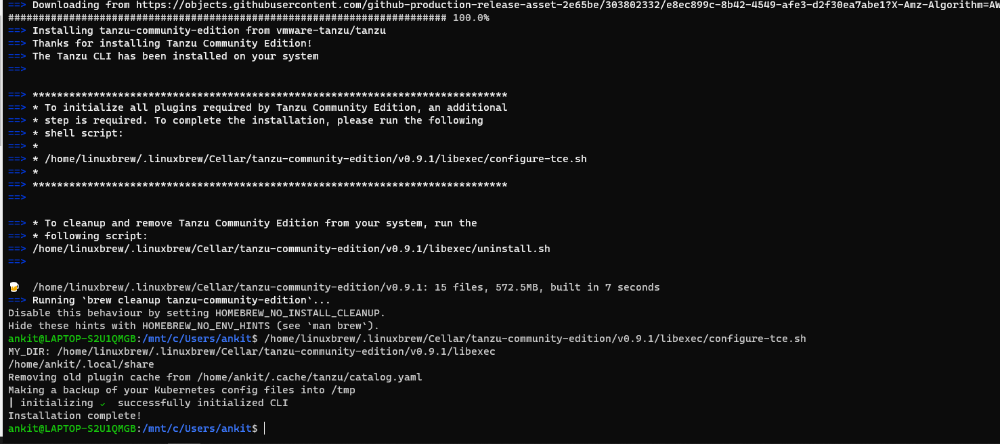 ==> Downloading from https://objects.githubusercontent.com/github-production-release-asset-2e65be/303802332/e8ec899c-8b42-4549-afe3-d2f30ea7abe1?X-Amz-Algorithm=AW
######################################################################## 100.0%
==> Installing tanzu-community-edition from vmware-tanzu/tanzu
==> Thanks for installing Tanzu Community Edition!
==> The Tanzu CLI has been installed on your system
==>
==> ******************************************************************************
==> * To initialize all plugins required by Tanzu Community Edition, an additional
==> * step is required. To complete the installation, please run the following
==> * shell script:
==> *
==> * /home/linuxbrew/.linuxbrew/Cellar/tanzu-community-edition/v0.9.1/libexec/configure-tce.sh
==> *
==> ******************************************************************************
==>
==> * To cleanup and remove Tanzu Community Edition from your system, run the
==> * following script:
==> /home/linuxbrew/.linuxbrew/Cellar/tanzu-community-edition/v0.9.1/libexec/uninstall.sh
==>
🍺  /home/linuxbrew/.linuxbrew/Cellar/tanzu-community-edition/v0.9.1: 15 files, 572.5MB, built in 7 seconds
==> Running `brew cleanup tanzu-community-edition`...
Disable this behaviour by setting HOMEBREW_NO_INSTALL_CLEANUP.
Hide these hints with HOMEBREW_NO_ENV_HINTS (see `man brew`).
ankit@LAPTOP-S2U1QMGB:/mnt/c/Users/ankit$ /home/linuxbrew/.linuxbrew/Cellar/tanzu-community-edition/v0.9.1/libexec/configure-tce.sh
MY_DIR: /home/linuxbrew/.linuxbrew/Cellar/tanzu-community-edition/v0.9.1/libexec
/home/ankit/.local/share
Removing old plugin cache from /home/ankit/.cache/tanzu/catalog.yaml
Making a backup of your Kubernetes config files into /tmp
| initializing ✔  successfully initialized CLI
Installation complete!
ankit@LAPTOP-S2U1QMGB:/mnt/c/Users/ankit$